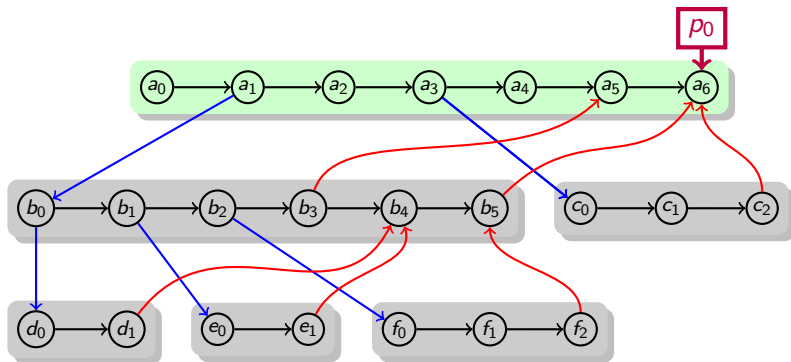 p₀
a₀ a₁ a₂ a₃ a₄ a₅ a₆
b₀ b₁ b₂ b₃ b₄ b₅ c₀ c₁ c₂
d₀ d₁ e₀ e₁ f₀ f₁ f₂